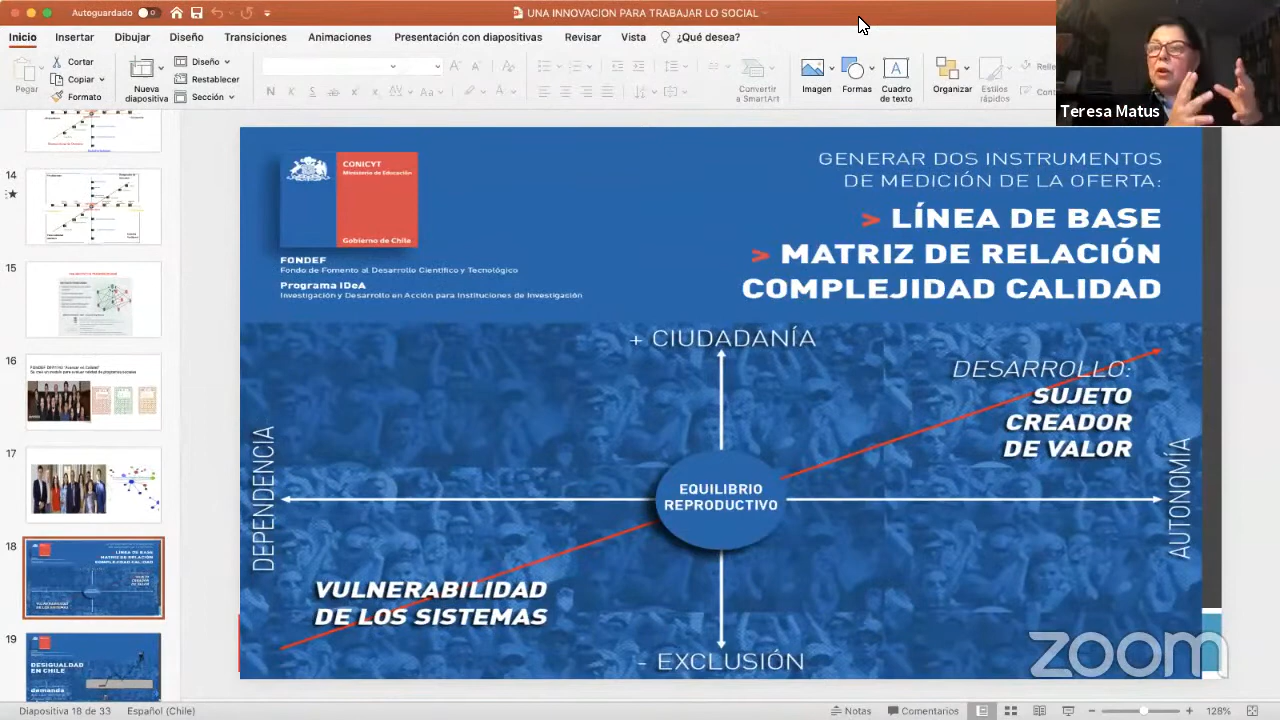 Autoguardado
UNA INNOVACION PARA TRABAJAR LO SOCIAL
Inicio
Insertar
Dibujar
Diseño
Transiciones
Animaciones
Presentación con diapositivas
Revisar
Vista
¿Qué desea?
Pegar
Cortar
Copiar
Formato
Nueva
diapositiva
Diseño
Restablecer
Sección
Convertir
a SmartArt
Imagen
Formas
Cuadro
de texto
Organizar
Estilos
rápidos
Teresa Matus
14
15
16
17
18
19
DESIGUALDAD
EN CHILE
demanda
CONICYT
Ministerio de Educación
Gobierno de Chile
FONDEF
Fondo de Fomento al Desarrollo Científico y Tecnológico
Programa IDeA
Investigación y Desarrollo en Acción para Instituciones de Investigación
GENERAR DOS INSTRUMENTOS
DE MEDICIÓN DE LA OFERTA:
> LÍNEA DE BASE
> MATRIZ DE RELACIÓN
COMPLEJIDAD CALIDAD
+ CIUDADANÍA
DESARROLLO:
SUJETO
CREADOR
DE VALOR
DEPENDENCIA
EQUILIBRIO
REPRODUCTIVO
AUTONOMÍA
VULNERABILIDAD
DE LOS SISTEMAS
- EXCLUSIÓN
zoom
Diapositiva 18 de 33
Español (Chile)
Notas
Comentarios
128%